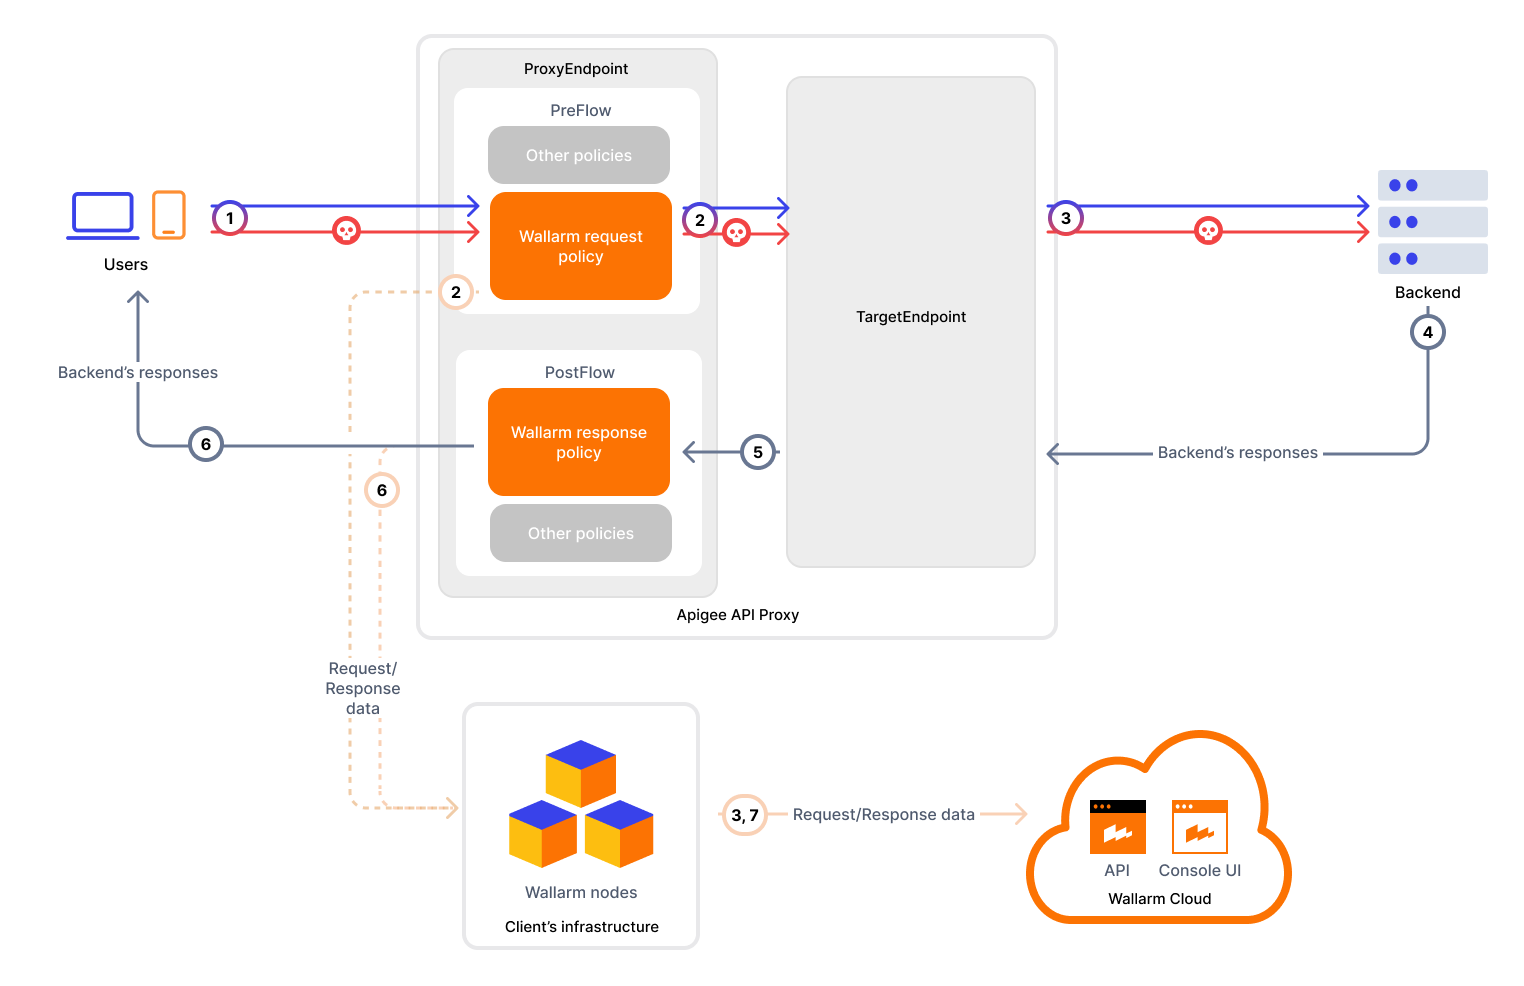 ProxyEndpoint
PreFlow
Other policies
1
Wallarm request
policy
2
2
3
Users
Backend
TargetEndpoint
4
Backend’s responses
PostFlow
Wallarm response
policy
6
5
Backend’s responses
6
Other policies
Apigee API Proxy
Request/
Response
data
3, 7
Request/Response data
API
Console UI
Wallarm Cloud
Wallarm nodes
Client’s infrastructure